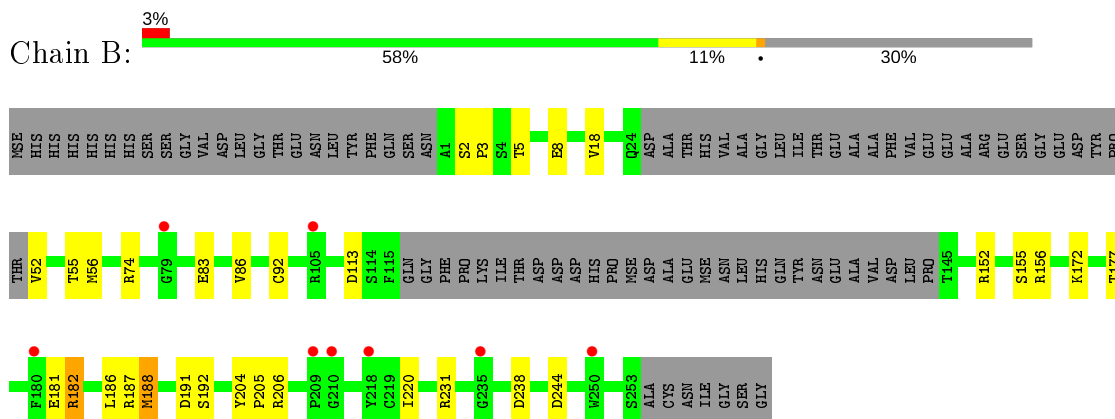 3%
Chain B:
58% 11% • 30%
MSE HIS HIS HIS HIS HIS HIS SER SER GLY VAL ASP LEU GLY THR GLU ASN LEU TYR PHE GLN SER ASN A1 S2 P3 S4 T5 E8 V18 Q24 ASP ALA THR HIS VAL ALA GLY LEU ILE THR GLU ALA ALA PHE VAL GLU GLU ALA ARG GLU SER GLY GLU ASP TYR PRO
THR V52 T55 M56 R74 G79 E83 V86 C92 R105 D113 S114 F115 GLN GLY PHE PRO LYS ILE THR ASP ASP ASP HIS PRO MSE ASP ALA GLU MSE ASN LEU HIS GLN TYR ASN GLU ALA VAL ASP LEU PRO T145 R152 S155 R156 K172 T177
F180 E181 R182 L186 R187 M188 D191 S192 Y204 P205 R206 P209 G210 Y218 C219 I220 R231 G235 D238 D244 W250 S253 ALA CYS ASN ILE GLY SER GLY